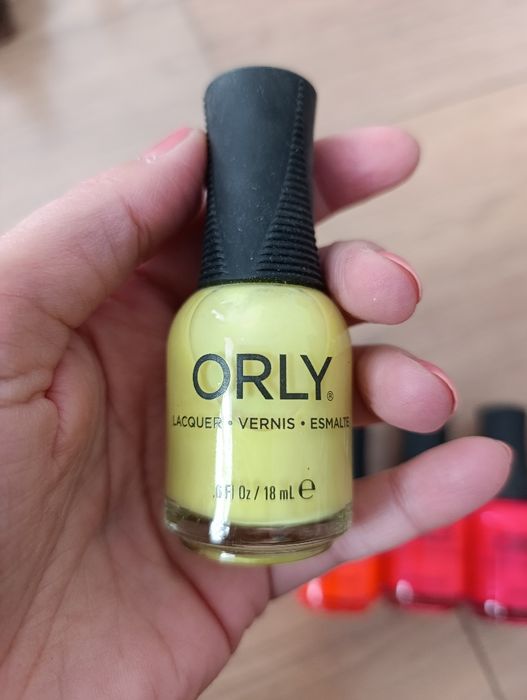 ORLY®
LACQUER • VERNIS • ESMALTE
.6 Fl Oz / 18 mL ℮